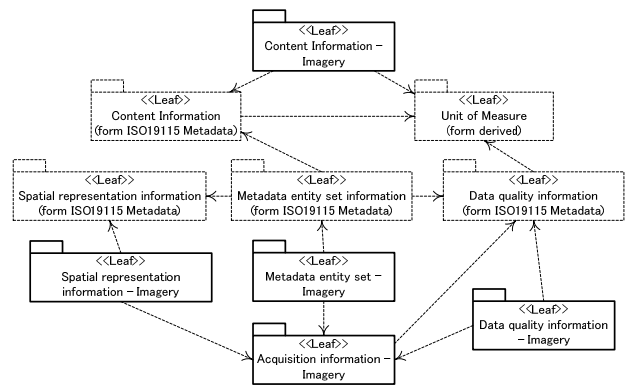 <<Leaf>>
Content Information –
Imagery
<<Leaf>>
Content Information
(form ISO19115 Metadata)
<<Leaf>>
Unit of Measure
(form derived)
<<Leaf>>
Spatial representation information
(form ISO19115 Metadata)
<<Leaf>>
Metadata entity set information
(form ISO19115 Metadata)
<<Leaf>>
Data quality information
(form ISO19115 Metadata)
<<Leaf>>
Spatial representation
information – Imagery
<<Leaf>>
Metadata entity set –
Imagery
<<Leaf>>
Data quality information
– Imagery
<<Leaf>>
Acquisition information –
Imagery